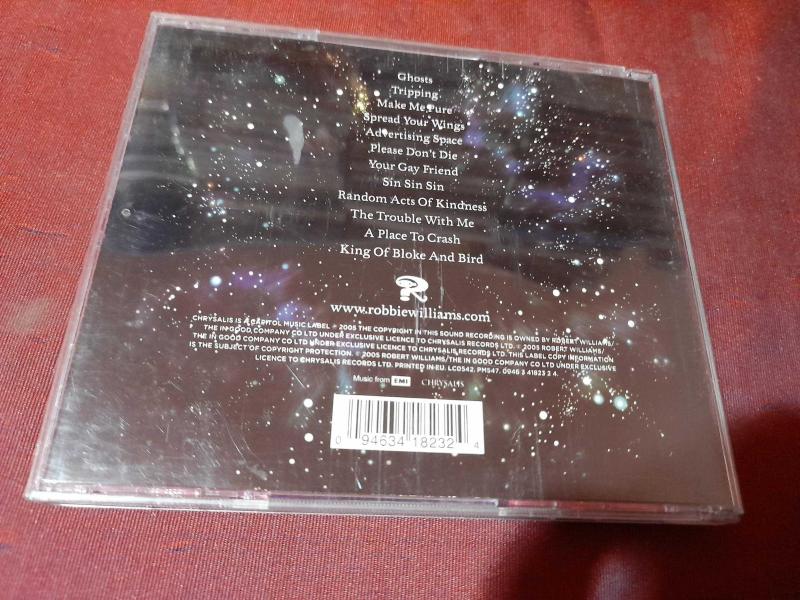 Ghosts
Tripping
Make Me Pure
Spread Your Wings
Advertising Space
Please Don't Die
Your Gay Friend
Sin Sin Sin
Random Acts Of Kindness
The Trouble With Me
A Place To Crash
King Of Bloke And Bird
R
www.robbiewilliams.com
CHRYSALIS IS A CAPITOL MUSIC LABEL ℗ 2005 THE COPYRIGHT IN THIS SOUND RECORDING IS OWNED BY ROBERT WILLIAMS/
THE IN GOOD COMPANY CO LTD UNDER EXCLUSIVE LICENCE TO CHRYSALIS RECORDS LTD. © 2005 ROBERT WILLIAMS/
THE IN GOOD COMPANY CO LTD UNDER EXCLUSIVE LICENCE TO CHRYSALIS RECORDS LTD. THIS LABEL COPY INFORMATION
IS THE SUBJECT OF COPYRIGHT PROTECTION. © 2005 ROBERT WILLIAMS/THE IN GOOD COMPANY CO LTD UNDER EXCLUSIVE
LICENCE TO CHRYSALIS RECORDS LTD. PRINTED IN EU. LC0542. PM547. 0946 3 41823 2 4.
Music from EMI CHRYSALIS
0 94634 18232 4